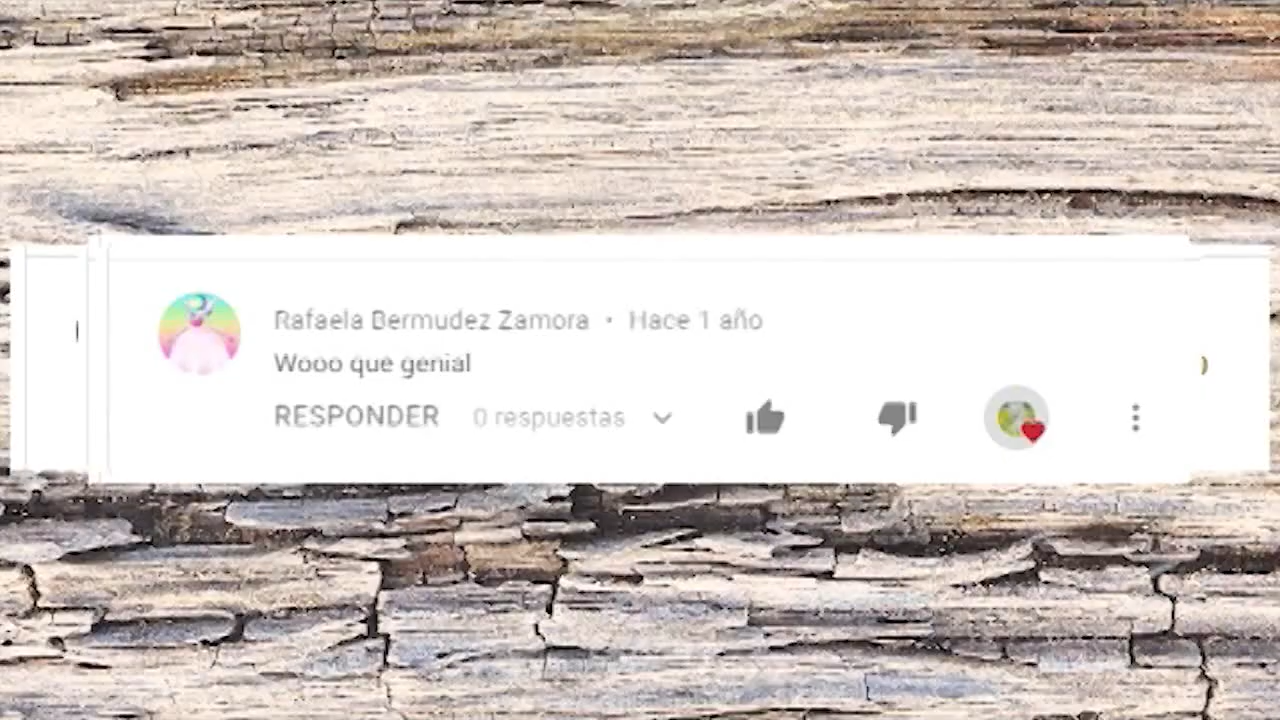 Rafaela Bermudez Zamora · Hace 1 año
Wooo que genial
RESPONDER 0 respuestas